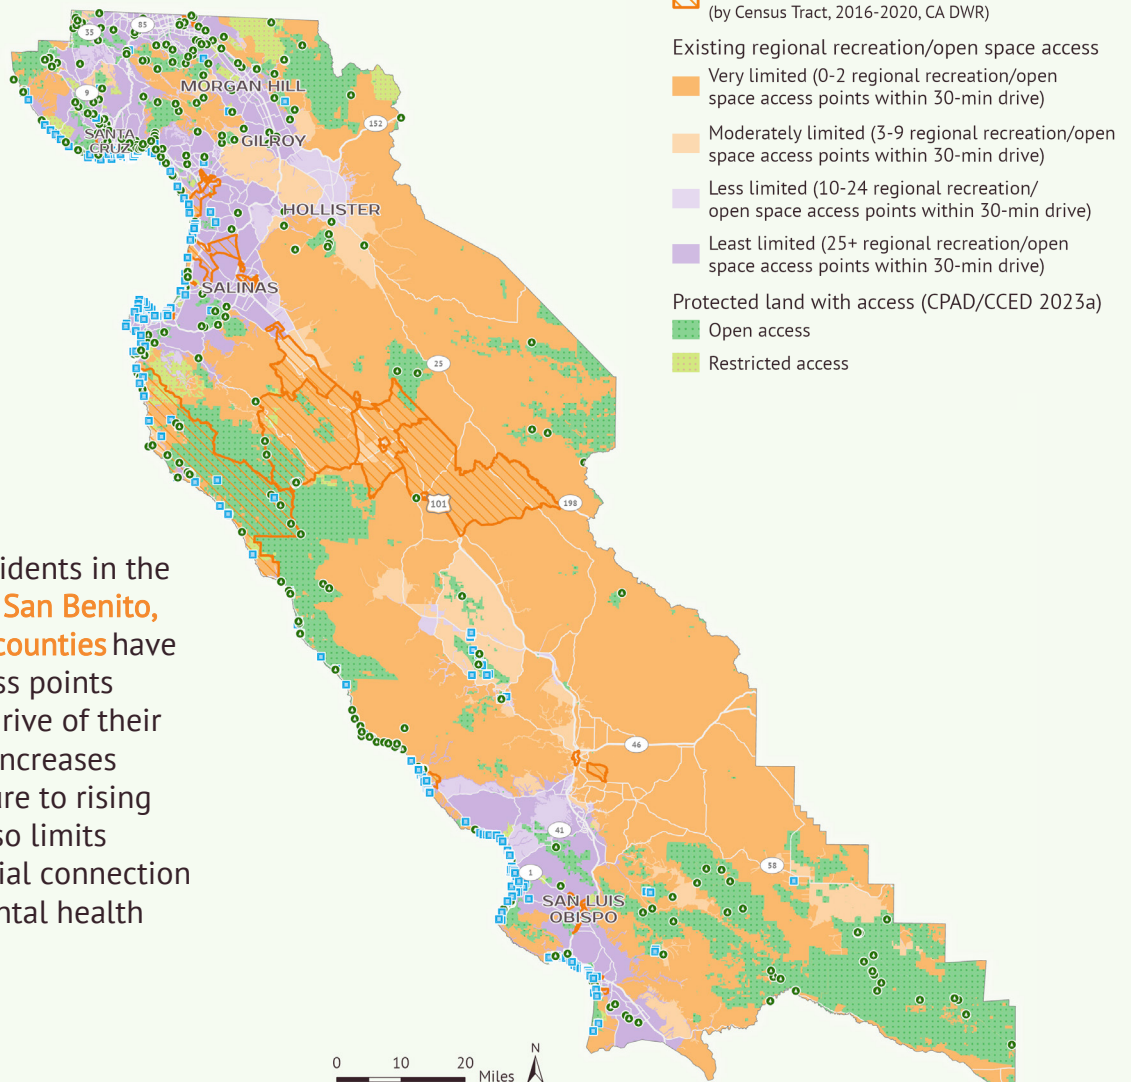 (by Census Tract, 2016-2020, CA DWR)
Existing regional recreation/open space access
Very limited (0-2 regional recreation/open
space access points within 30-min drive)
Moderately limited (3-9 regional recreation/open
space access points within 30-min drive)
Less limited (10-24 regional recreation/
open space access points within 30-min drive)
Least limited (25+ regional recreation/open
space access points within 30-min drive)
Protected land with access (CPAD/CCED 2023a)
Open access
Restricted access
35
85
9
MORGAN HILL
152
SANTA
CRUZ
GILROY
HOLLISTER
SALINAS
25
101
198
46
41
1
58
SAN LUIS
OBISPO
idents in the
San Benito,
counties have
ss points
rive of their
ncreases
ure to rising
so limits
ial connection
ntal health
0 10 20
Miles
N